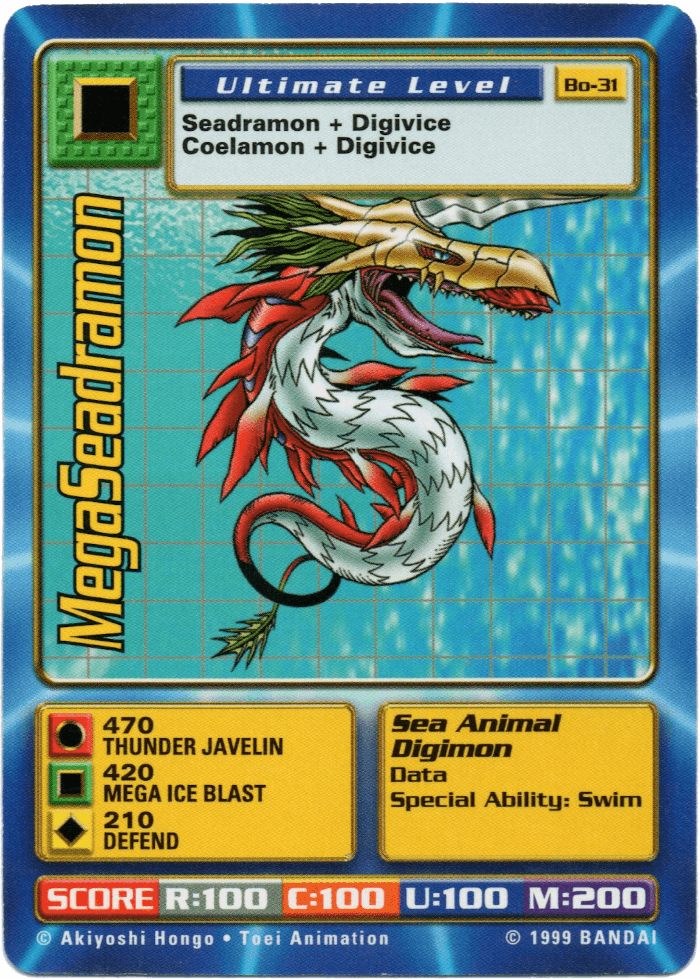 Ultimate Level
Bo-31
Seadramon + Digivice
Coelamon + Digivice
MegaSeadramon
470
THUNDER JAVELIN
420
MEGA ICE BLAST
210
DEFEND
Sea Animal
Digimon
Data
Special Ability: Swim
SCORE R:100 C:100 U:100 M:200
© Akiyoshi Hongo • Toei Animation © 1999 BANDAI